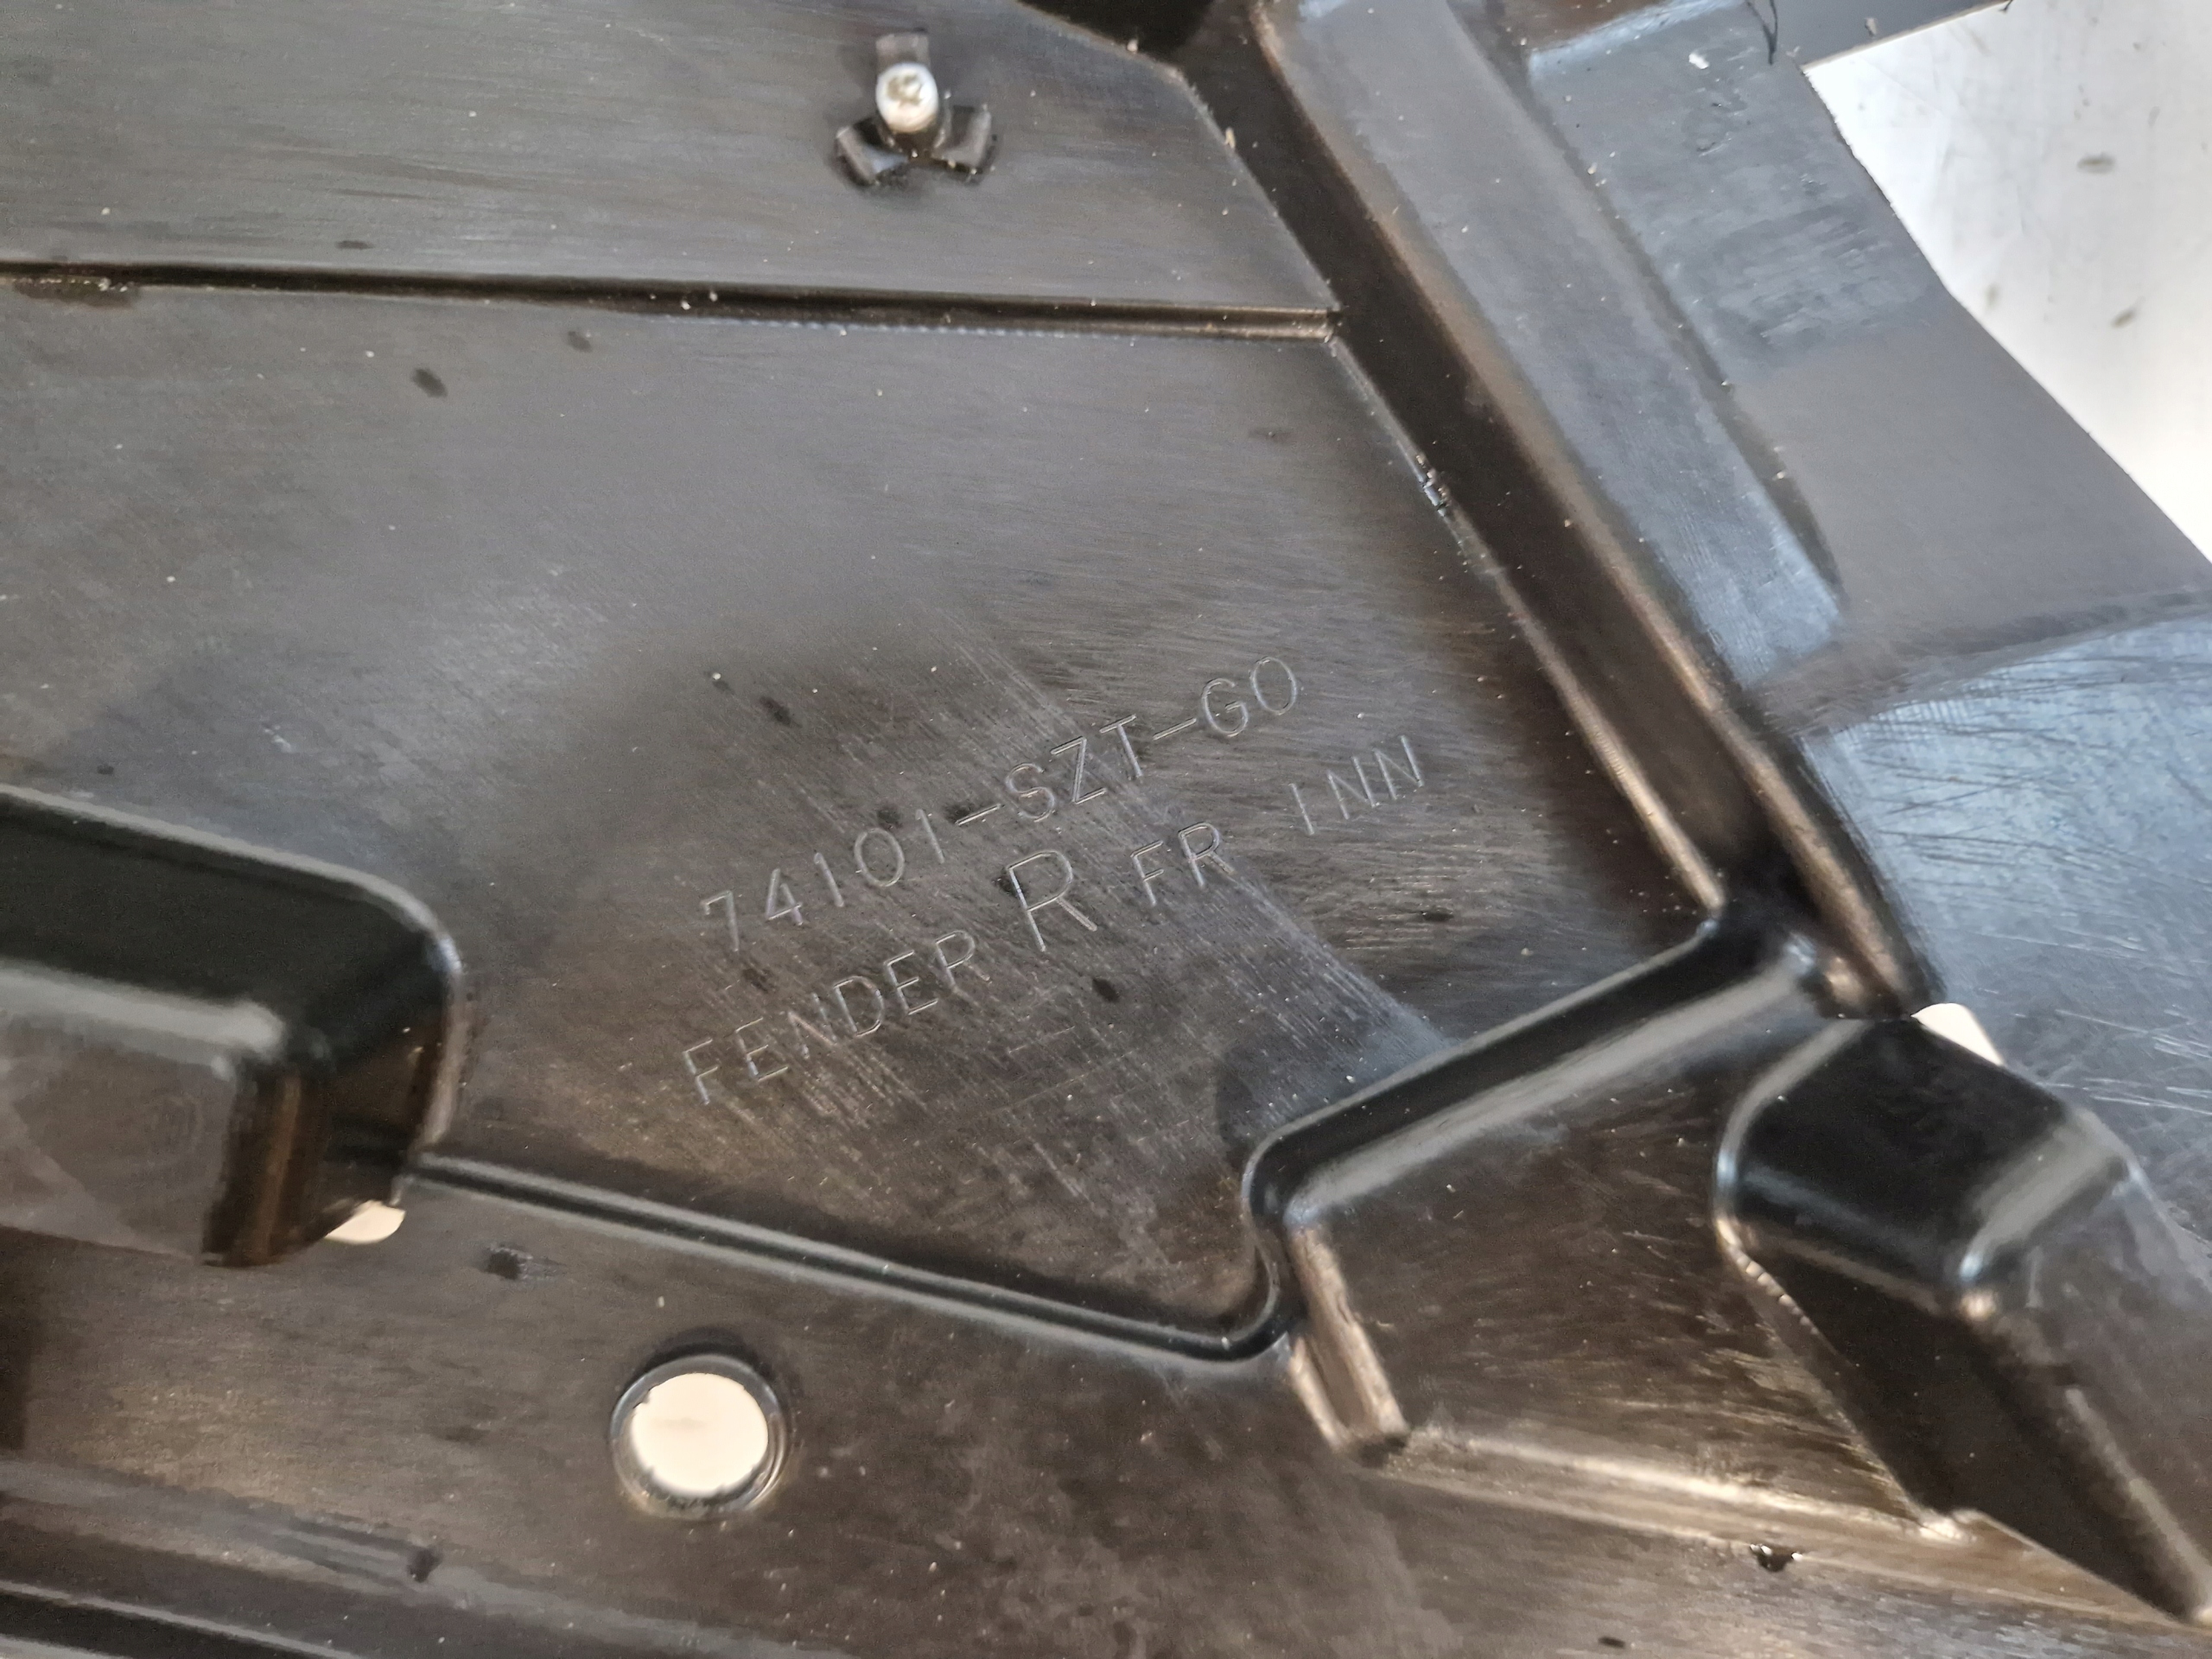 74101-SZT-G0
FENDER R FR INN